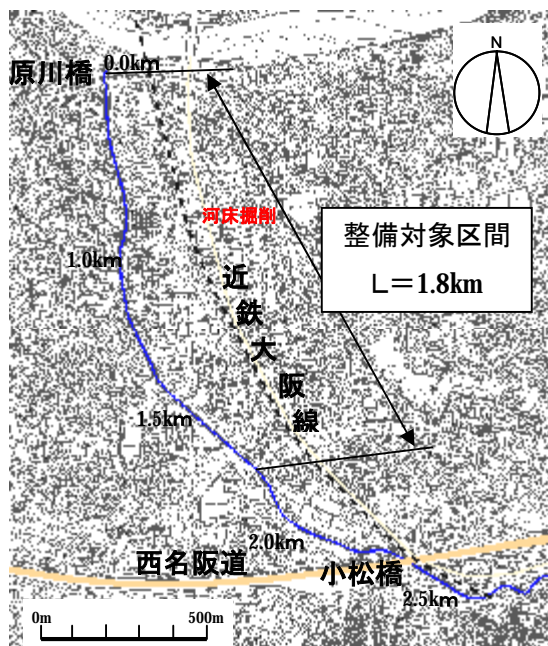 N
原川橋
0.0km
河床掘削
整備対象区間
L＝1.8km
1.0km
近鉄大阪線
1.5km
2.0km
西名阪道
小松橋
2.5km
0m
500m